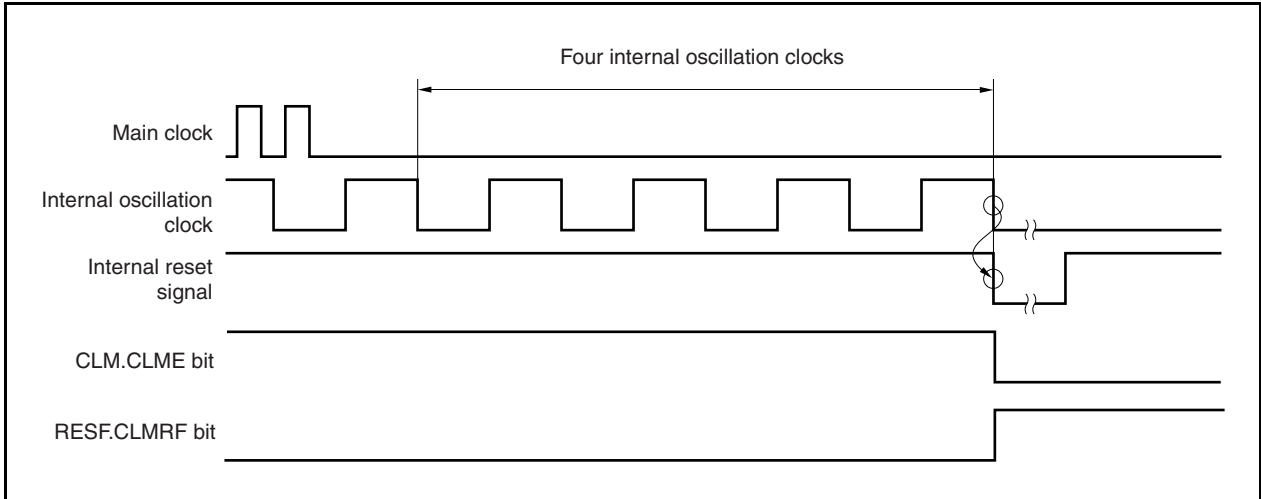 Four internal oscillation clocks
Main clock
Internal oscillation
clock
Internal reset
signal
CLM.CLME bit
RESF.CLMRF bit